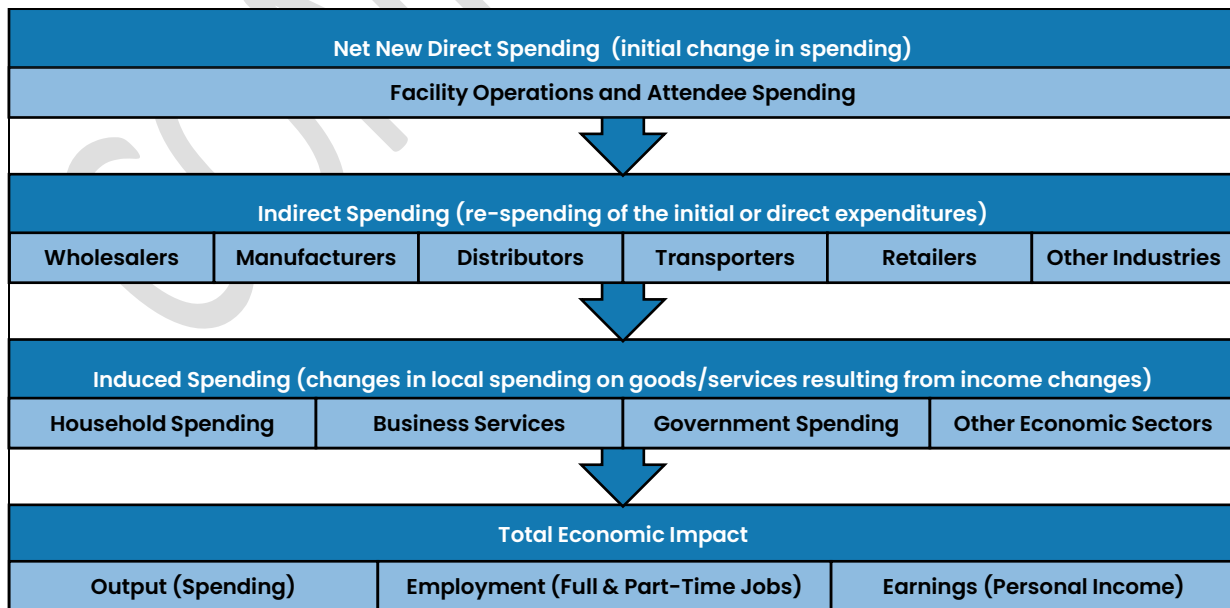 Net New Direct Spending (initial change in spending)
Facility Operations and Attendee Spending
Indirect Spending (re-spending of the initial or direct expenditures)
Wholesalers Manufacturers Distributors Transporters Retailers Other Industries
Induced Spending (changes in local spending on goods/services resulting from income changes)
Household Spending Business Services Government Spending Other Economic Sectors
Total Economic Impact
Output (Spending) Employment (Full & Part-Time Jobs) Earnings (Personal Income)